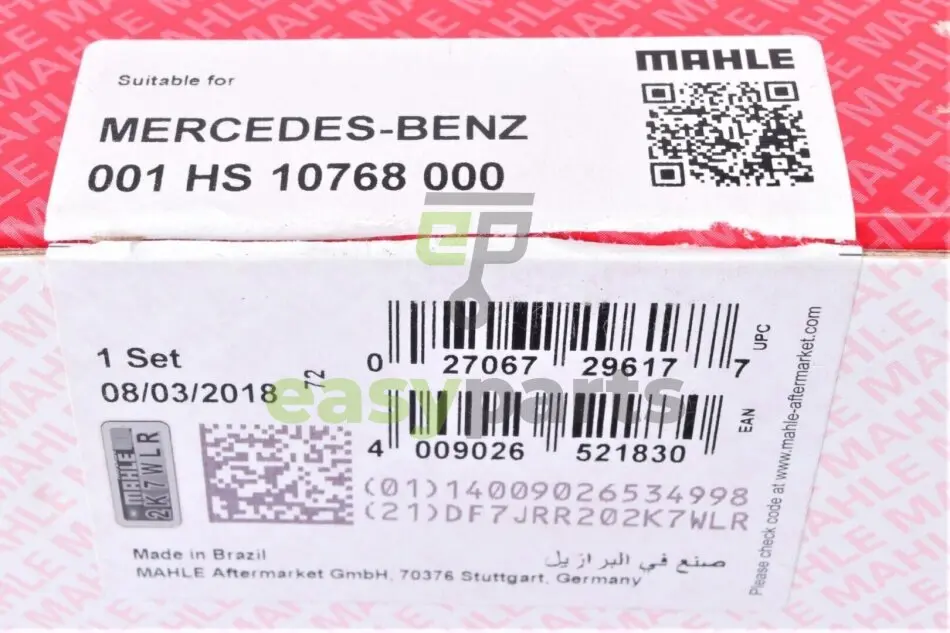 MAHLE
Suitable for
MERCEDES-BENZ
001 HS 10768 000
ep
1 Set
08/03/2018
72
0 27067 29617 7
UPC
easyparts
4 009026 521830
EAN
MAHLE
2K7WLR
(01)14009026534998
(21)DF7JRR202K7WLR
Made in Brazil
صنع في البرازيل
MAHLE Aftermarket GmbH, 70376 Stuttgart, Germany
Please check code at www.mahle-aftermarket.com